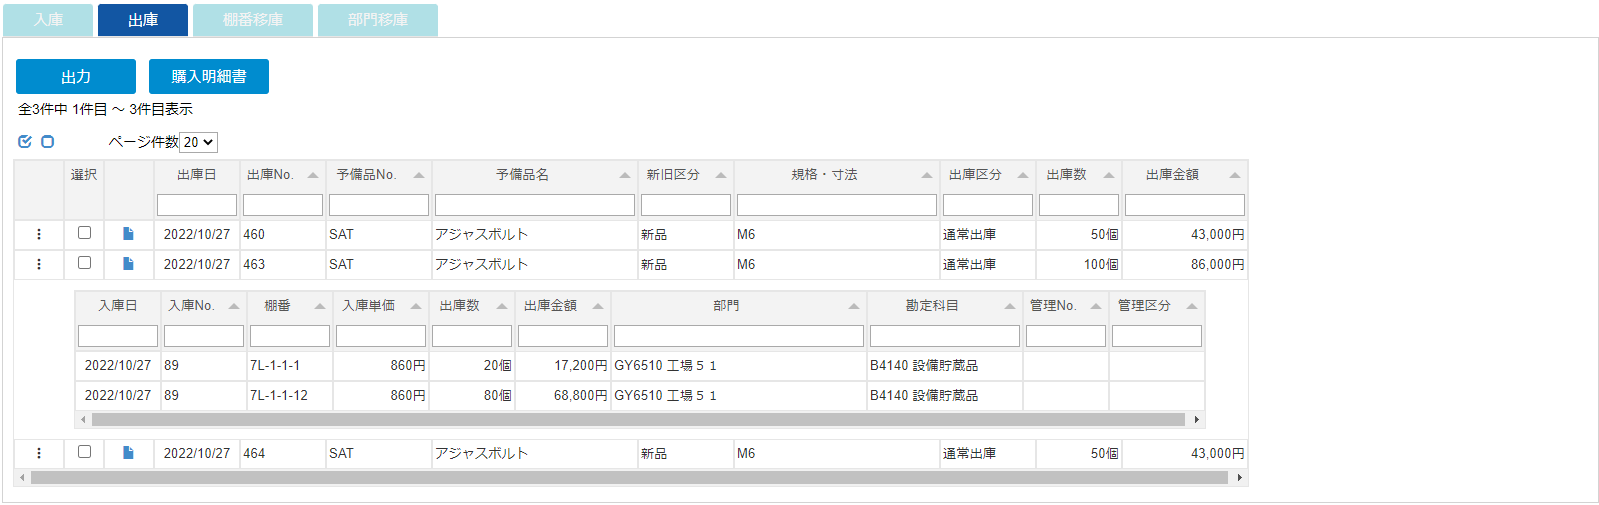 入庫 出庫 棚番移庫 部門移庫
出力 購入明細書
全3件中 1件目 ～ 3件目表示
ページ件数 20
選択 出庫日 出庫No. 予備品No. 予備品名 新旧区分 規格・寸法 出庫区分 出庫数 出庫金額
2022/10/27 460 SAT アジャスボルト 新品 M6 通常出庫 50個 43,000円
2022/10/27 463 SAT アジャスボルト 新品 M6 通常出庫 100個 86,000円
入庫日 入庫No. 棚番 入庫単価 出庫数 出庫金額 部門 勘定科目 管理No. 管理区分
2022/10/27 89 7L-1-1-1 860円 20個 17,200円 GY6510 工場５１ B4140 設備貯蔵品
2022/10/27 89 7L-1-1-12 860円 80個 68,800円 GY6510 工場５１ B4140 設備貯蔵品
2022/10/27 464 SAT アジャスボルト 新品 M6 通常出庫 50個 43,000円